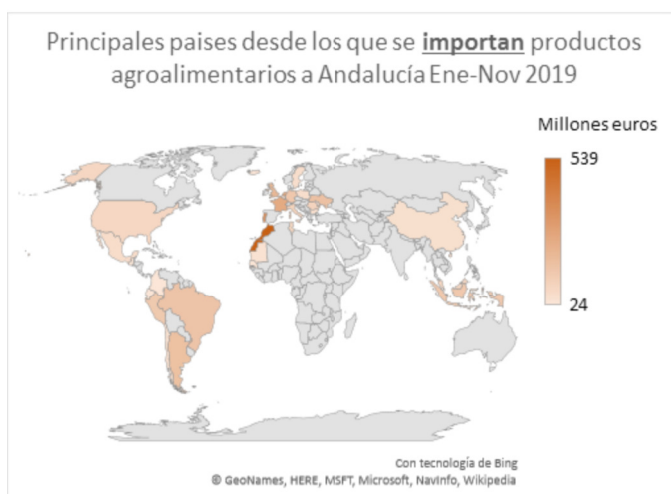 Principales paises desde los que se importan productos
agroalimentarios a Andalucía Ene-Nov 2019
Millones euros
539
24
Con tecnología de Bing
© GeoNames, HERE, MSFT, Microsoft, NavInfo, Wikipedia